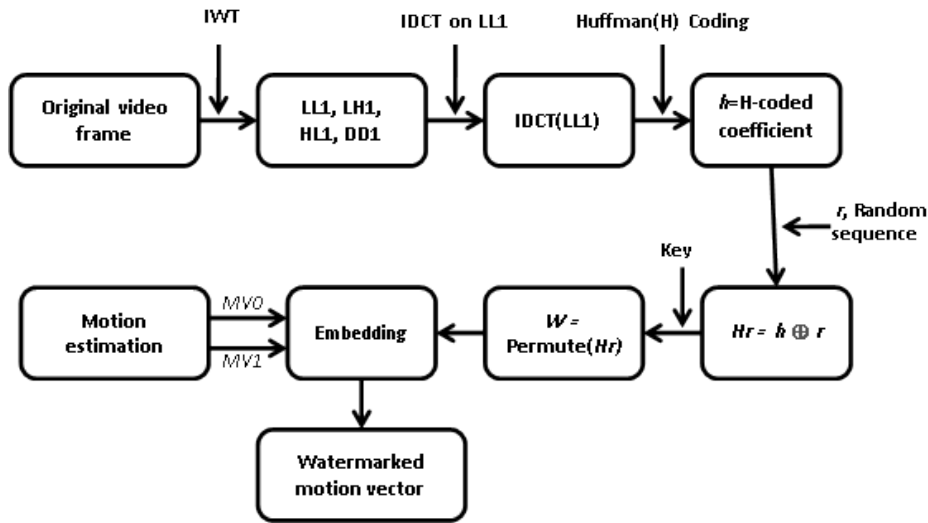 IWT
IDCT on LL1
Huffman(H) Coding
Original video
frame
LL1, LH1,
HL1, DD1
IDCT(LL1)
h=H-coded
coefficient
r, Random
sequence
Key
Motion
estimation
MV0
MV1
Embedding
W =
Permute(Hr)
Hr = h ⊕ r
Watermarked
motion vector